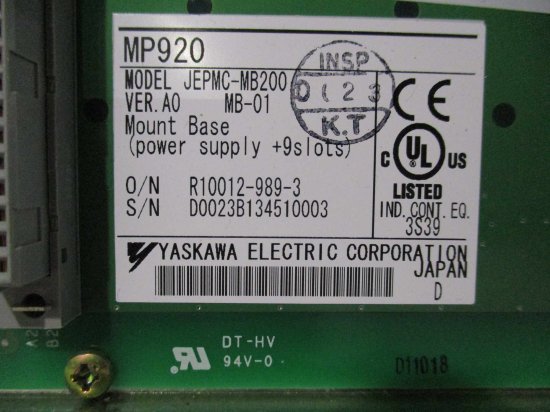 MP920
INSP
MODEL JEPMC-MB200
D 1 2 3
VER.A0 MB-01
K.T
Mount Base
(power supply +9slots)
CE
C UL US
LISTED
IND.CONT.EQ.
3S39
O/N R10012-989-3
S/N D0023B134510003
YASKAWA ELECTRIC CORPORATION
JAPAN
D
DT-HV
94V-0
D11018